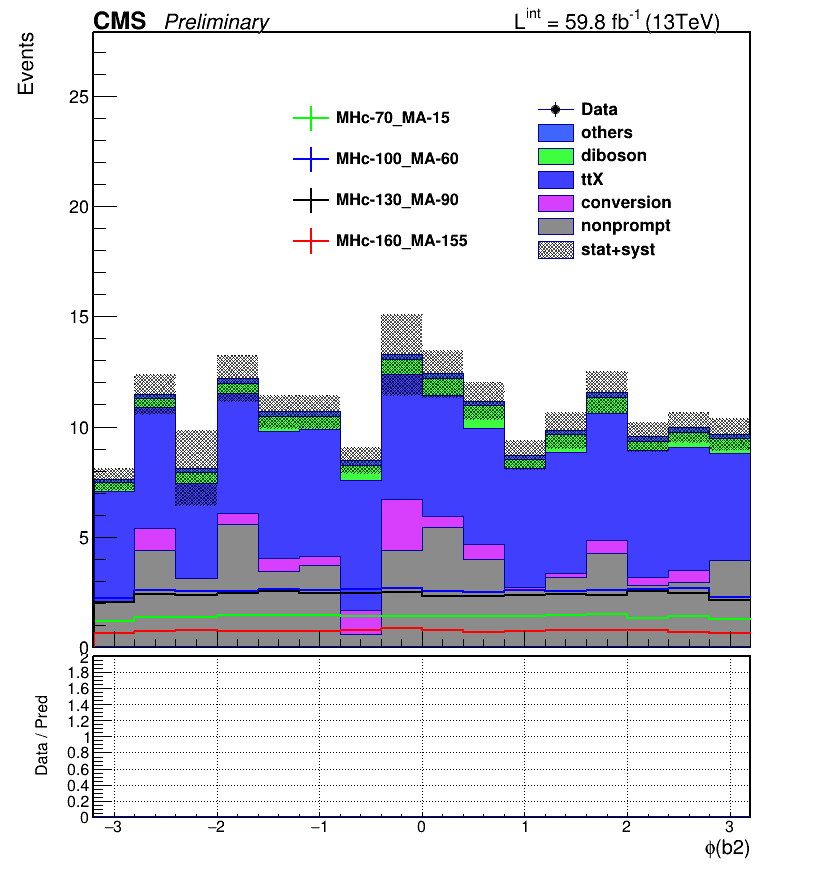 CMS Preliminary L^int = 59.8 fb^-1 (13TeV)
Events
25
20
15
10
5
0
MHc-70_MA-15
MHc-100_MA-60
MHc-130_MA-90
MHc-160_MA-155
Data
others
diboson
ttX
conversion
nonprompt
stat+syst
Data / Pred
2
1.8
1.6
1.4
1.2
1
0.8
0.6
0.4
0.2
0
−3 −2 −1 0 1 2 3
ϕ(b2)